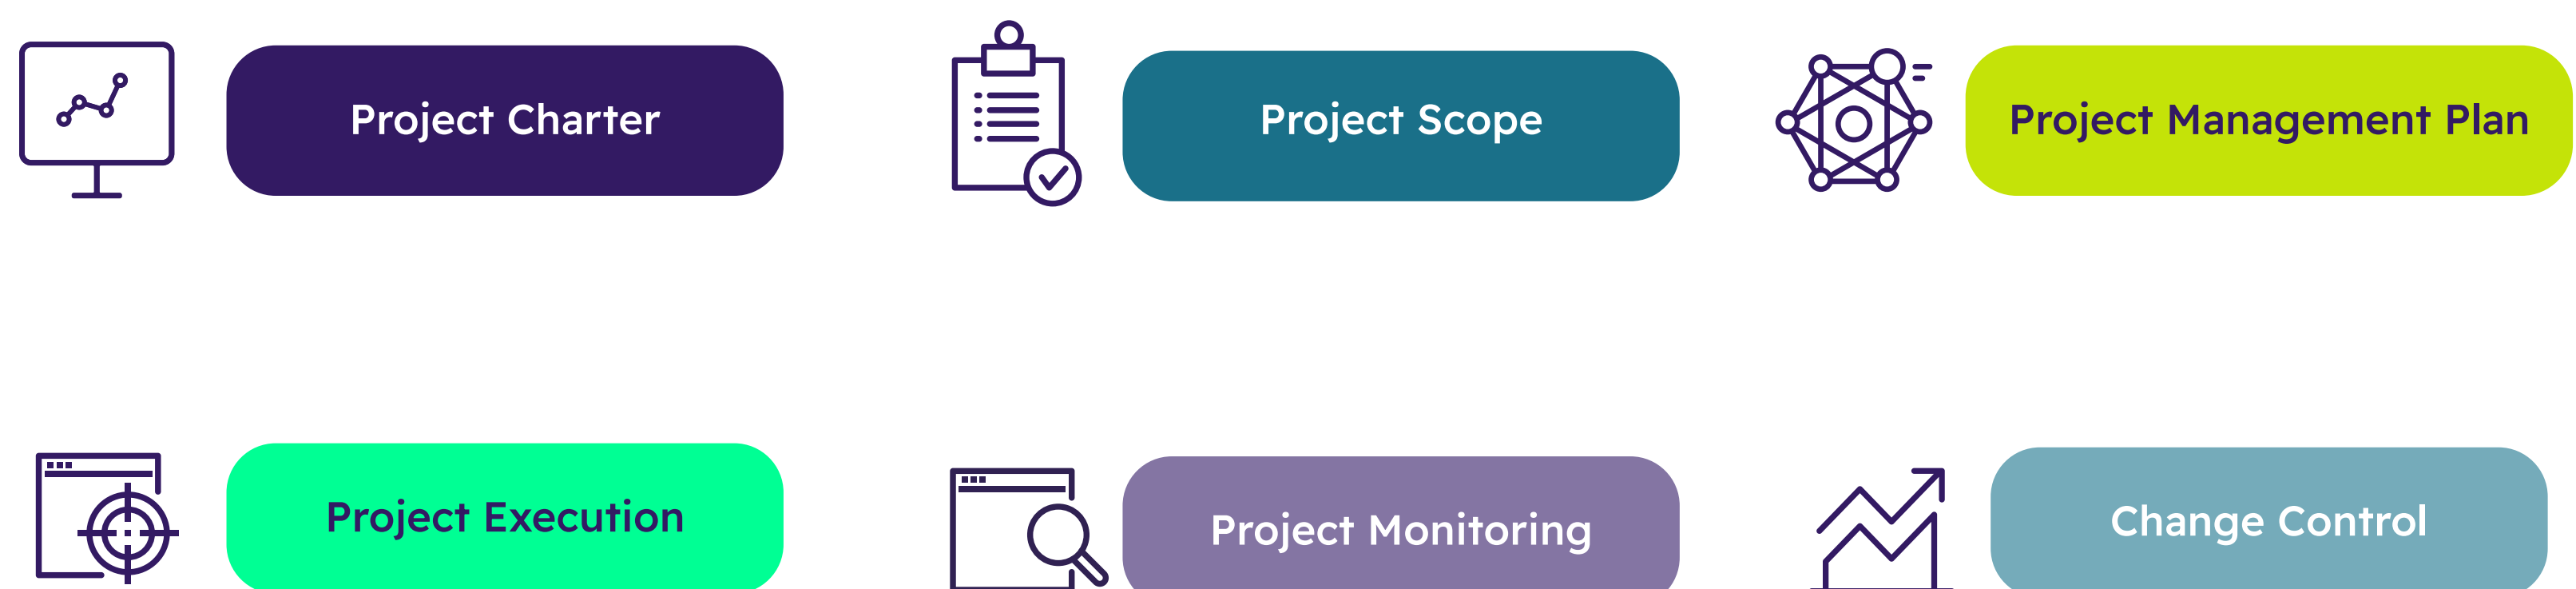 Project Charter
Project Scope
Project Management Plan
Project Execution
Project Monitoring
Change Control